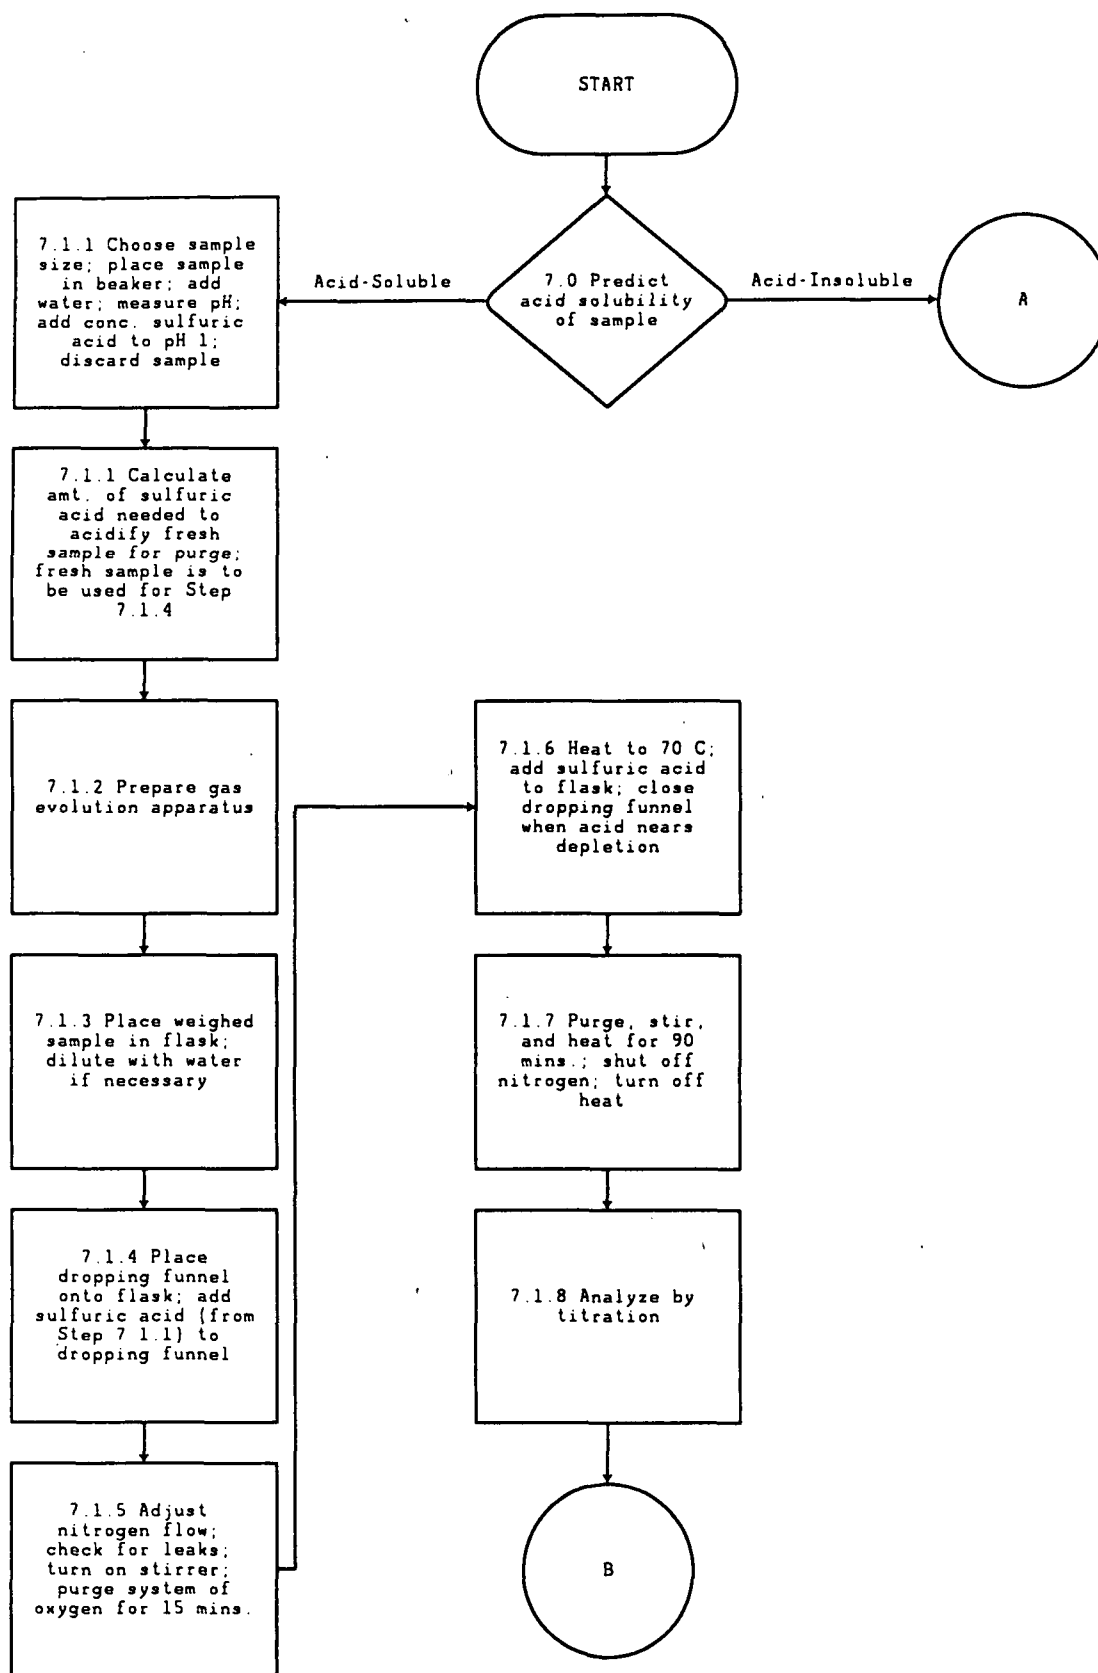 START
7.0 Predict
acid solubility
of sample
Acid-Soluble
Acid-Insoluble
A
7.1.1 Choose sample
size; place sample
in beaker; add
water; measure pH;
add conc. sulfuric
acid to pH 1;
discard sample
7.1.1 Calculate
amt. of sulfuric
acid needed to
acidify fresh
sample for purge;
fresh sample is to
be used for Step
7.1.4
7.1.2 Prepare gas
evolution apparatus
7.1.3 Place weighed
sample in flask;
dilute with water
if necessary
7.1.4 Place
dropping funnel
onto flask; add
sulfuric acid (from
Step 7 1.1) to
dropping funnel
7.1.5 Adjust
nitrogen flow;
check for leaks;
turn on stirrer;
purge system of
oxygen for 15 mins.
7.1.6 Heat to 70 C;
add sulfuric acid
to flask; close
dropping funnel
when acid nears
depletion
7.1.7 Purge, stir,
and heat for 90
mins.; shut off
nitrogen; turn off
heat
7.1.8 Analyze by
titration
B